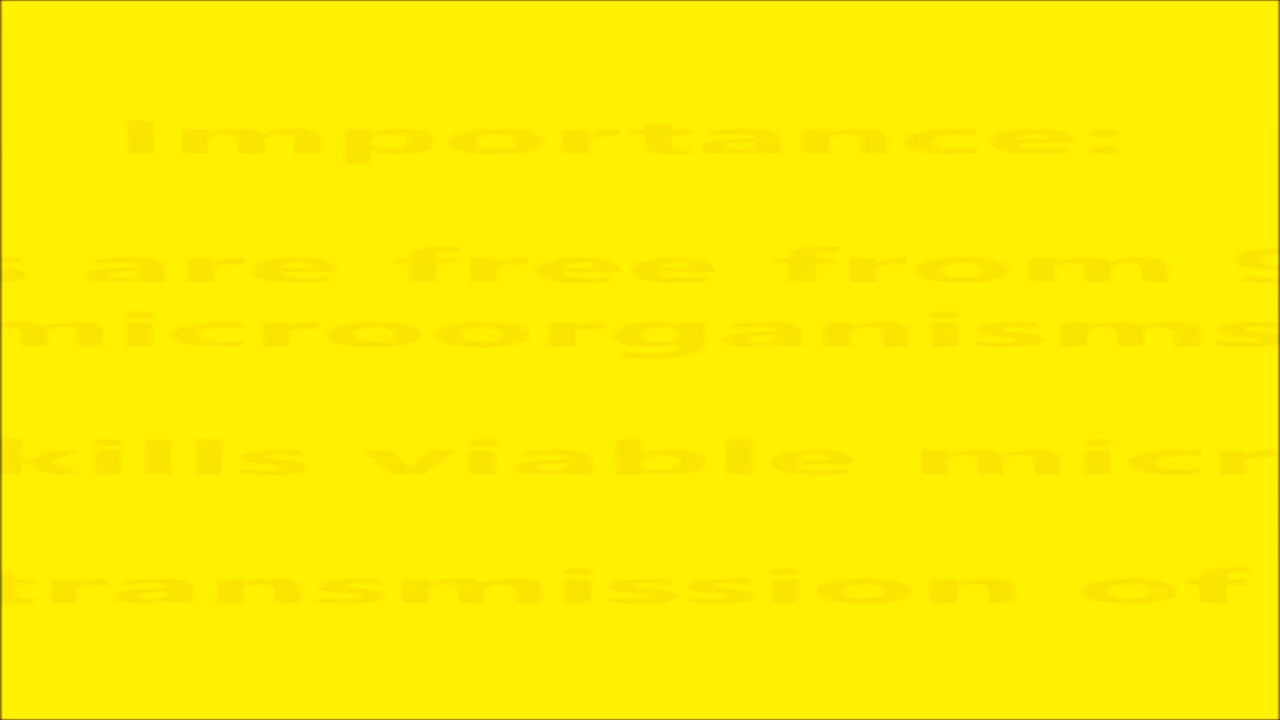 Importance:
are free from
microorganisms
kills viable micr
transmission of